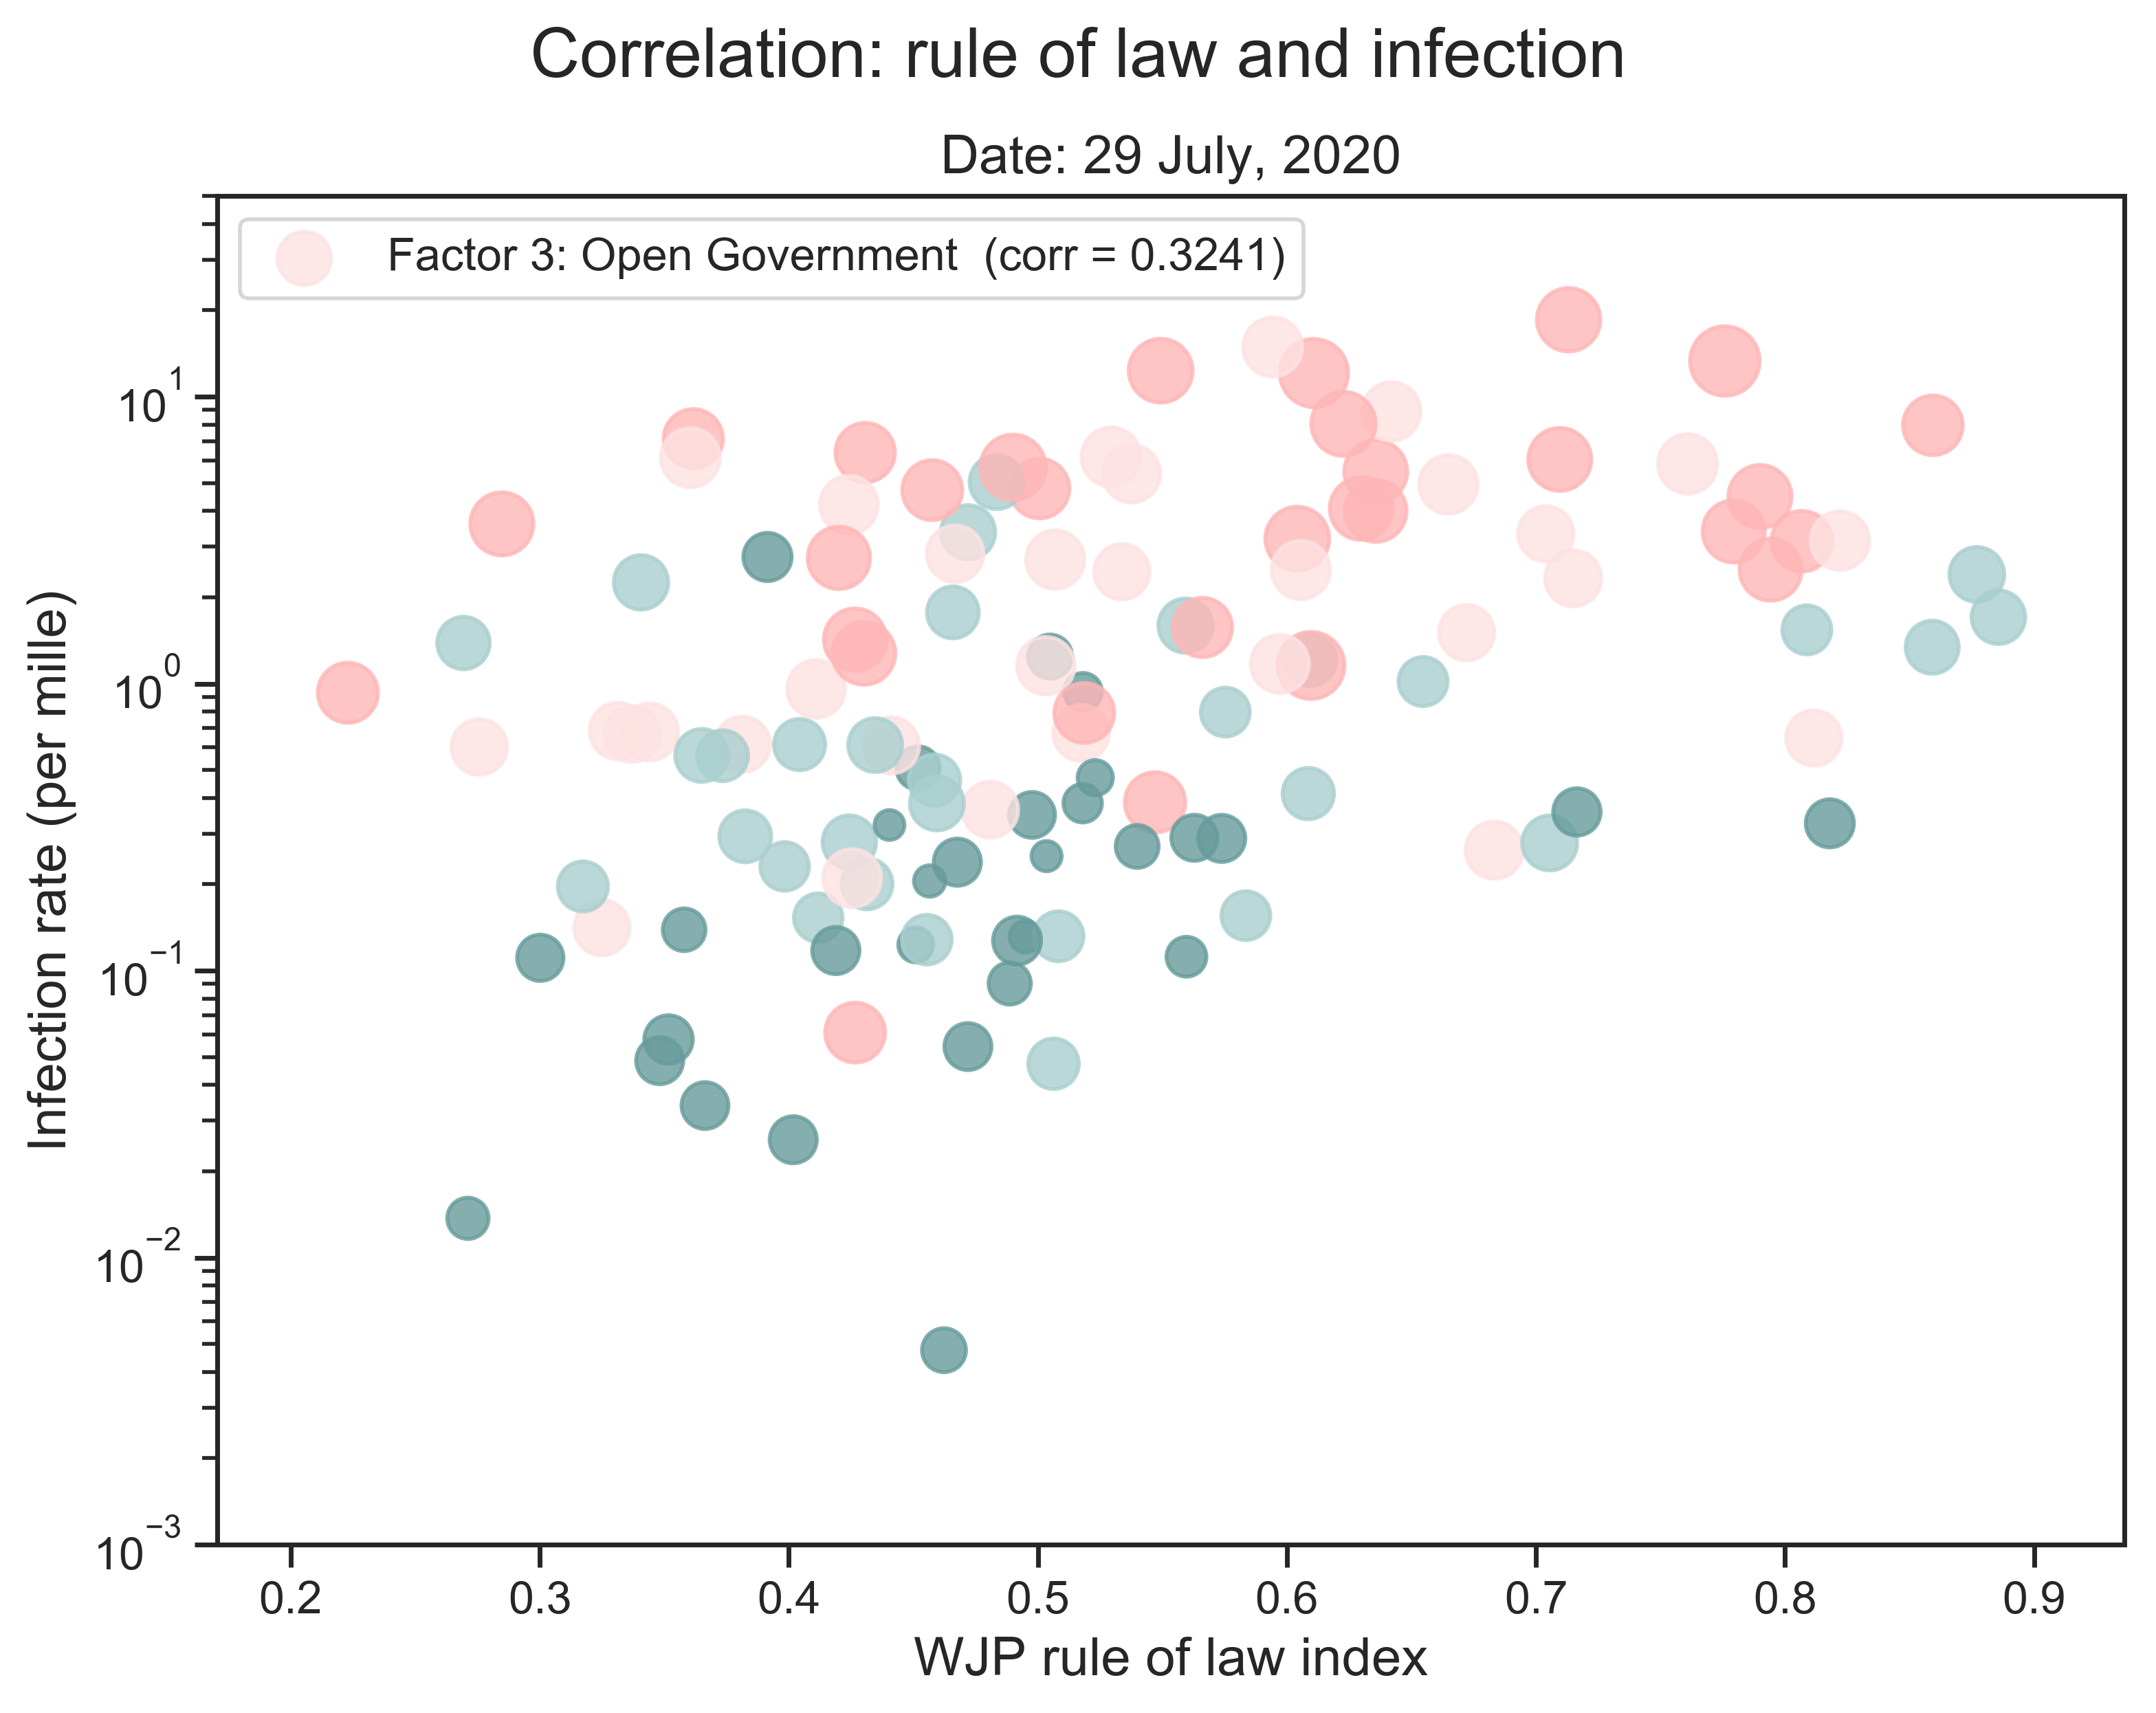 Correlation: rule of law and infection
Date: 29 July, 2020
Factor 3: Open Government (corr = 0.3241)
Infection rate (per mille)
10^1
10^0
10^−1
10^−2
10^−3
0.2 0.3 0.4 0.5 0.6 0.7 0.8 0.9
WJP rule of law index